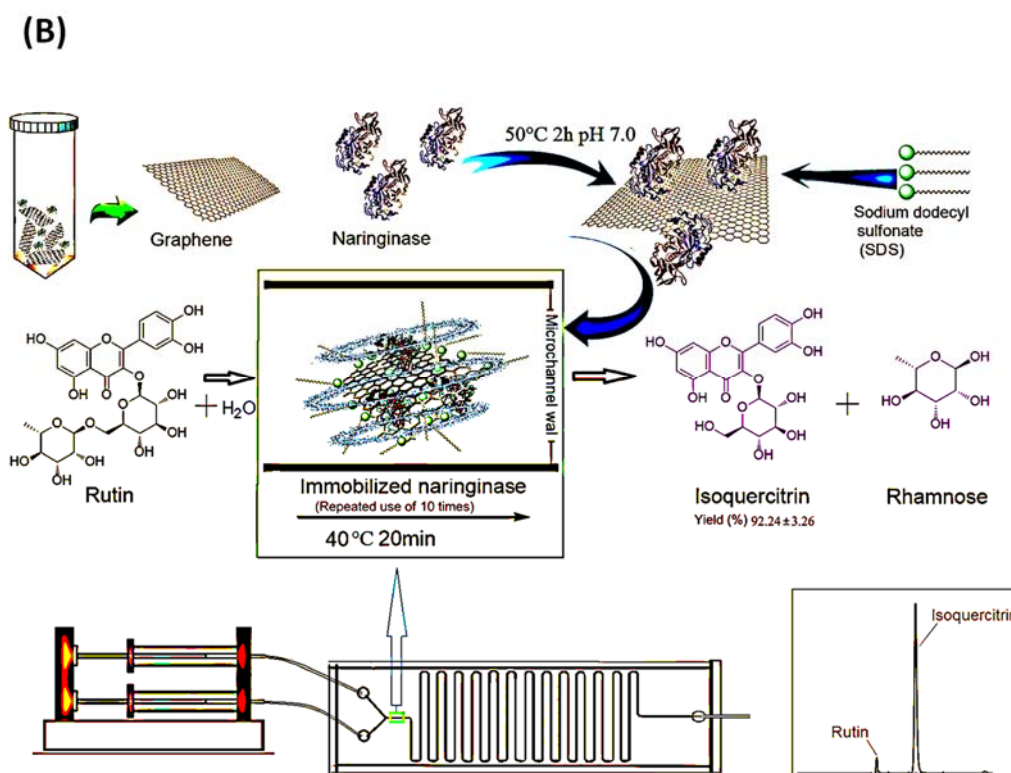 (B)
50°C 2h pH 7.0
Graphene
Naringinase
Sodium dodecyl
sulfonate
(SDS)
OH
OH
HO
OH
O
O
O
+H₂O
OH
OH
OH
O
O
O
HO
HO
OH
OH
Rutin
Microchannel wal
Immobilized naringinase
(Repeated use of 10 times)
40°C 20min
OH
OH
HO
OH
O
O
O
O
OH
OH
OH
HO
+
O
OH
HO
HO
OH
Isoquercitrin
Yield (%) 92.24±3.26
Rhamnose
Isoquercitrin
Rutin